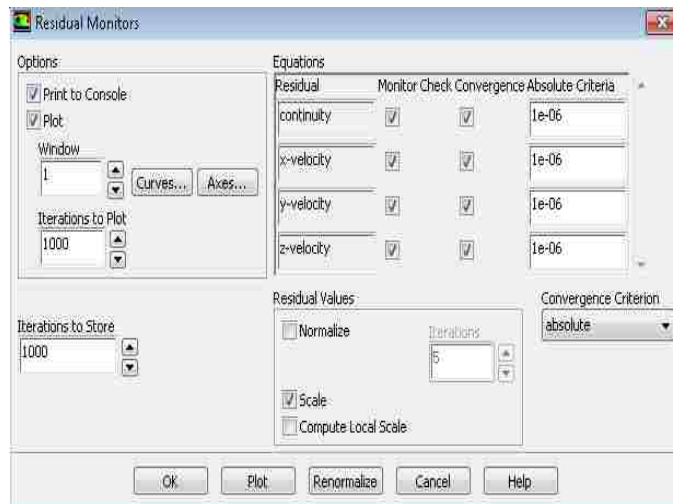 Residual Monitors
Options
Print to Console
Plot
Window
1
Curves... Axes...
Iterations to Plot
1000
Iterations to Store
1000
Equations
Residual Monitor Check Convergence Absolute Criteria
continuity 1e-06
x-velocity 1e-06
y-velocity 1e-06
z-velocity 1e-06
Residual Values
Normalize
Iterations
5
Scale
Compute Local Scale
Convergence Criterion
absolute
OK Plot Renormalize Cancel Help